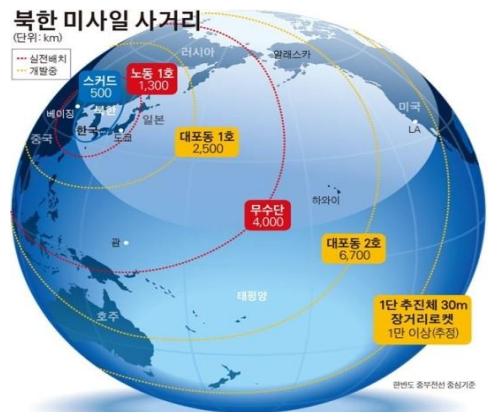 북한 미사일 사거리
(단위: km)
실전배치
개발중
러시아
알래스카
스커드
500
노동 1호
1,300
베이징
북한
중국
한국
도쿄
일본
대포동 1호
2,500
미국
LA
무수단
4,000
하와이
괌
대포동 2호
6,700
태평양
호주
1단 추진체 30m
장거리로켓
1만 이상(추정)
한반도 중부전선 중심기준